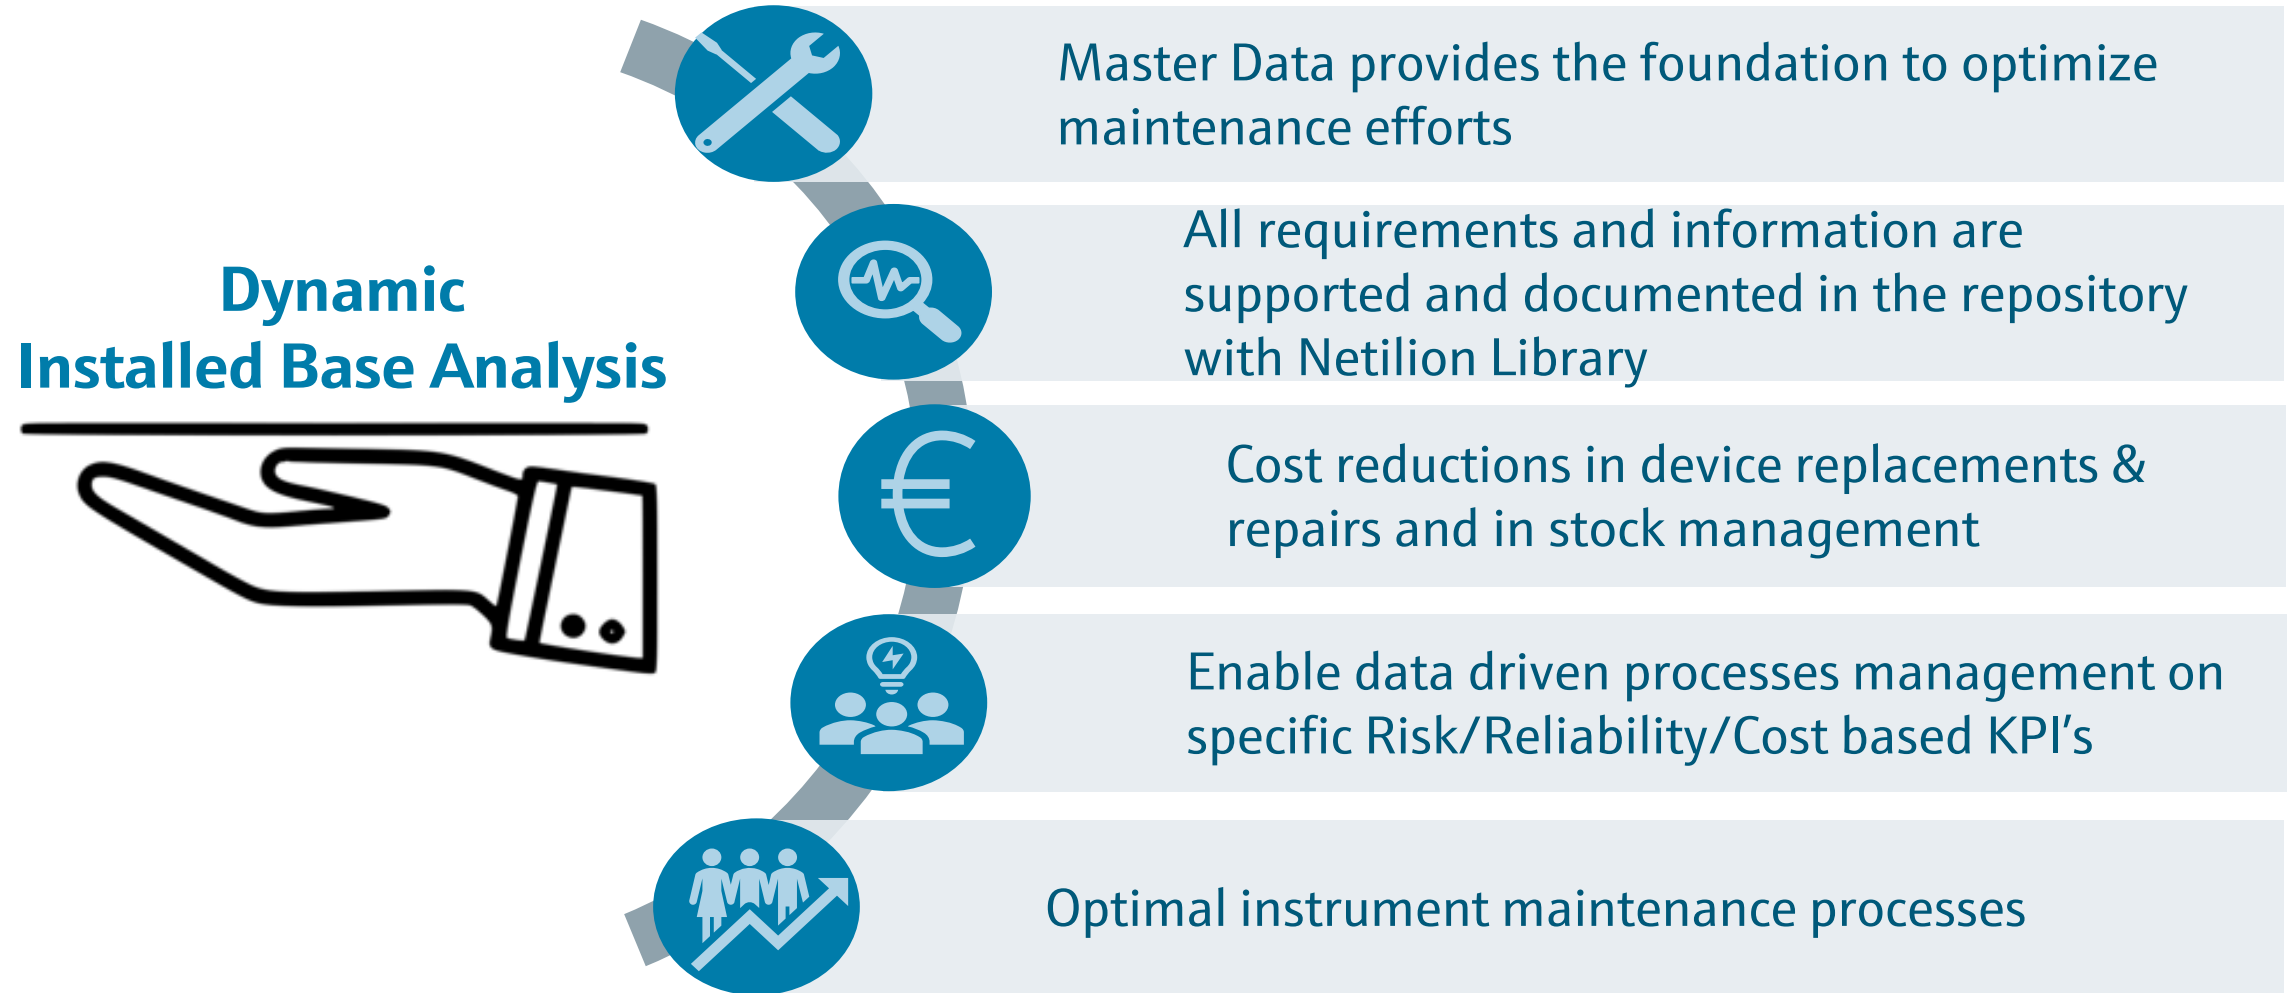 Dynamic
Installed Base Analysis
Master Data provides the foundation to optimize
maintenance efforts
All requirements and information are
supported and documented in the repository
with Netilion Library
Cost reductions in device replacements &
repairs and in stock management
Enable data driven processes management on
specific Risk/Reliability/Cost based KPI’s
Optimal instrument maintenance processes